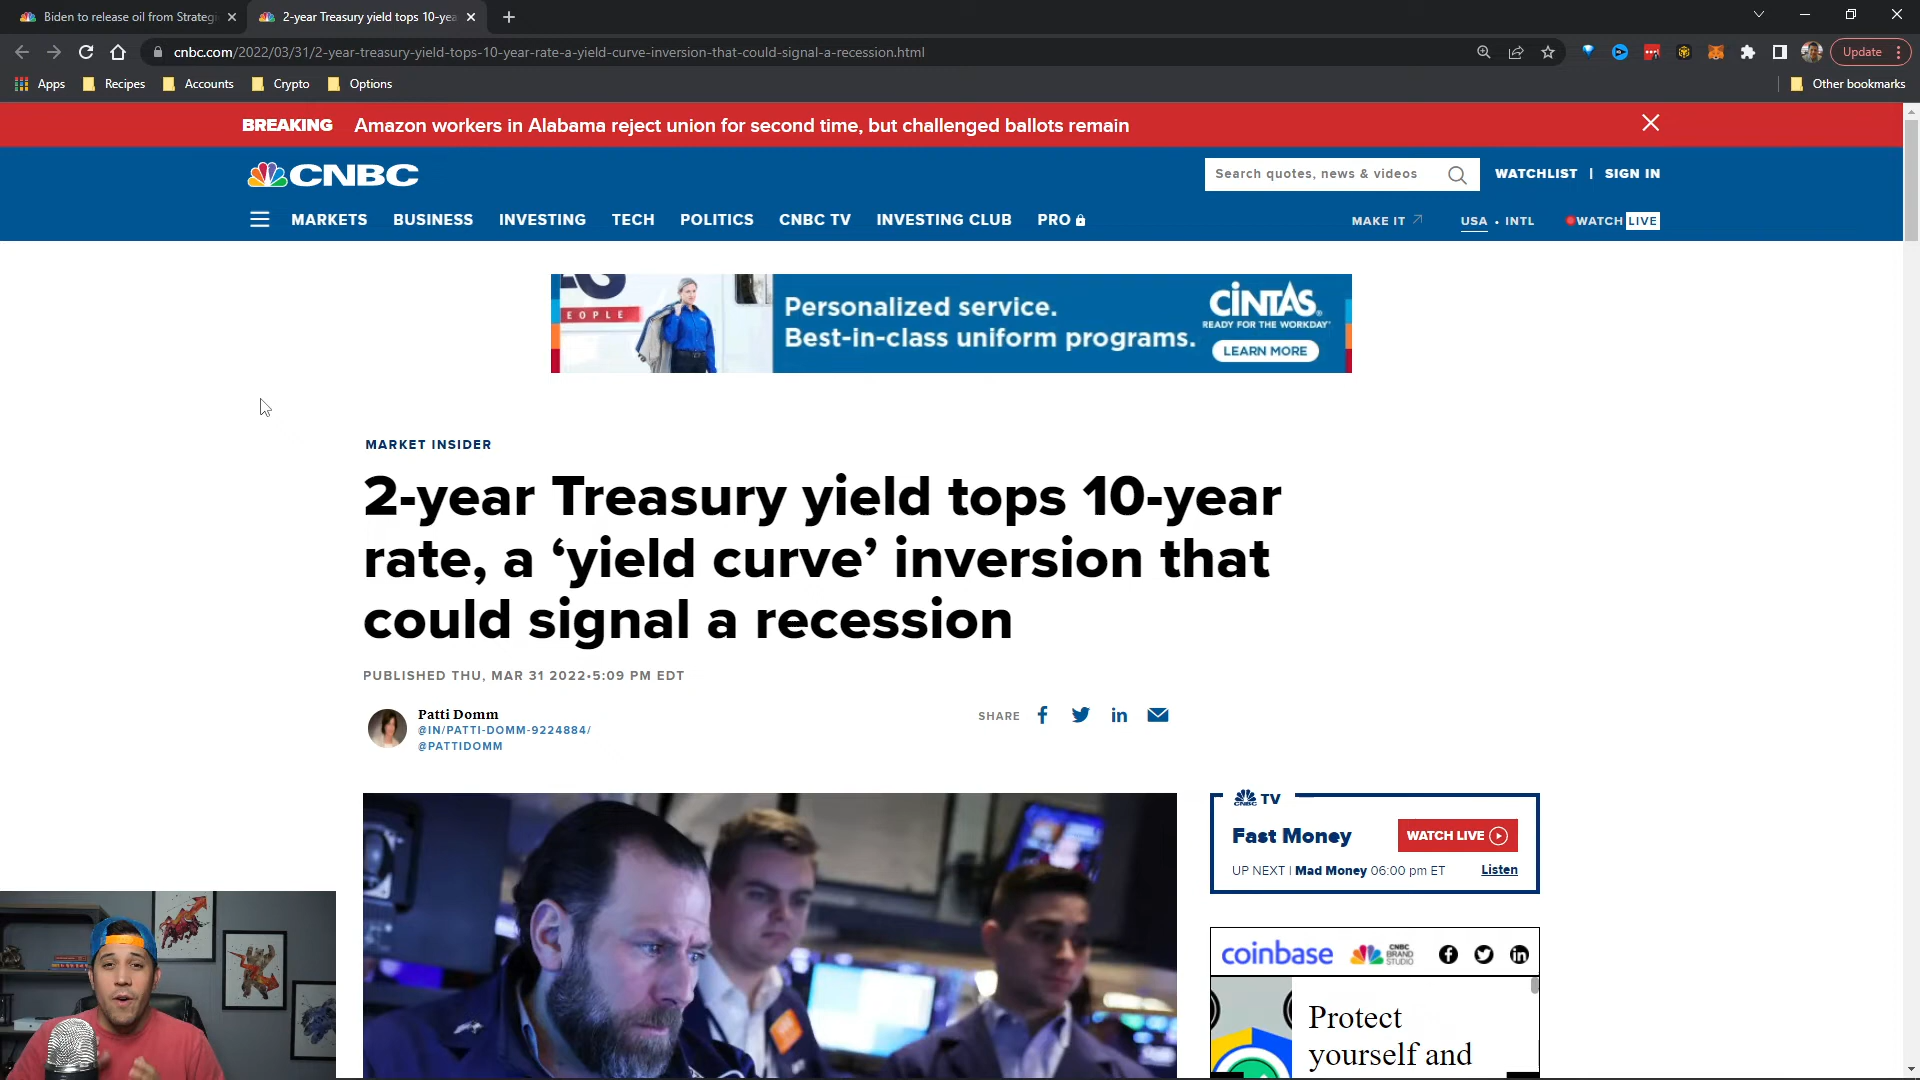 Biden to release oil from Strategi
2-year Treasury yield tops 10-yea
cnbc.com/2022/03/31/2-year-treasury-yield-tops-10-year-rate-a-yield-curve-inversion-that-could-signal-a-recession.html
Update
Apps
Recipes
Accounts
Crypto
Options
Other bookmarks
BREAKING Amazon workers in Alabama reject union for second time, but challenged ballots remain
CNBC
Search quotes, news & videos
WATCHLIST | SIGN IN
MARKETS BUSINESS INVESTING TECH POLITICS CNBC TV INVESTING CLUB PRO
MAKE IT
USA • INTL
WATCH LIVE
EOPLE
Personalized service.
Best-in-class uniform programs.
CINTAS
READY FOR THE WORKDAY
LEARN MORE
MARKET INSIDER
2-year Treasury yield tops 10-year
rate, a ‘yield curve’ inversion that
could signal a recession
PUBLISHED THU, MAR 31 2022•5:09 PM EDT
Patti Domm
@IN/PATTI-DOMM-9224884/
@PATTIDOMM
SHARE
CNBC TV
Fast Money
WATCH LIVE
UP NEXT | Mad Money 06:00 pm ET
Listen
coinbase
CNBC
BRAND
STUDIO
Protect
yourself and